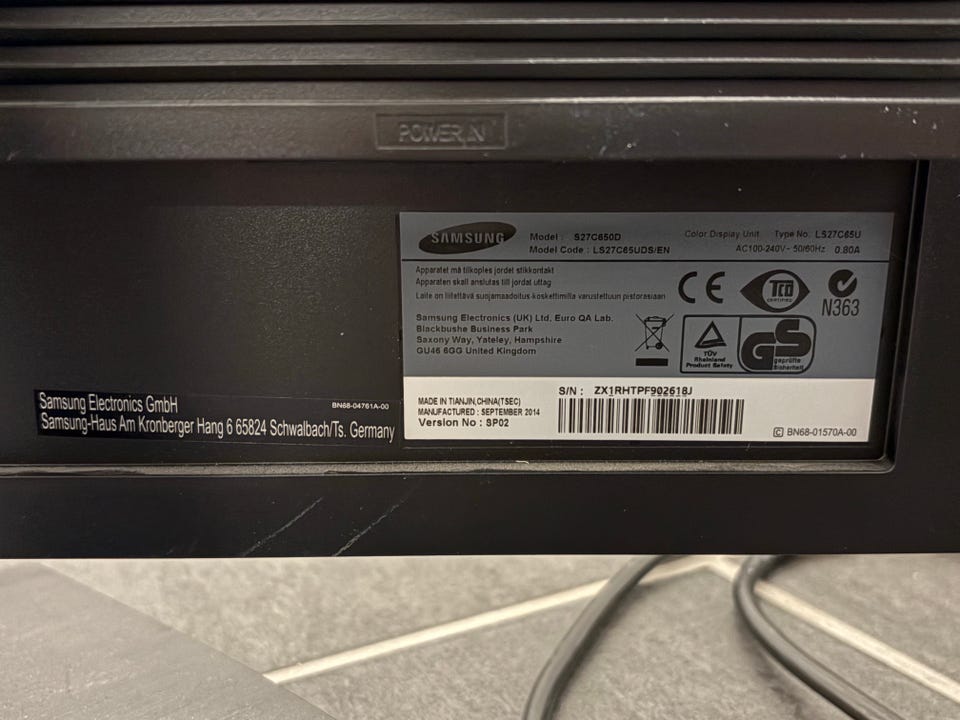 POWER IN
SAMSUNG
Model : S27C650D
Color Display Unit Type No. LS27C65U
Model Code : LS27C65UDS/EN
AC100-240V~ 50/60Hz 0.80A
Apparatet må tilkoples jordet stikkontakt
Apparaten skall anslutas till jordat uttag
Laite on liitettävä suojamaadoitus-koskettimilla varustettuun pistorasiaan
Samsung Electronics (UK) Ltd, Euro QA Lab.
Blackbushe Business Park
Saxony Way, Yateley, Hampshire
GU46 6GG United Kingdom
CE
TCO
CERTIFIED
N363
TÜV
Rheinland
Product Safety
GS
geprüfte
Sicherheit
Samsung Electronics GmbH
BN68-04761A-00
Samsung-Haus Am Kronberger Hang 6 65824 Schwalbach/Ts. Germany
MADE IN TIANJIN,CHINA(TSEC)
MANUFACTURED : SEPTEMBER 2014
Version No : SP02
S/N : ZX1RHTPF902618J
C BN68-01570A-00